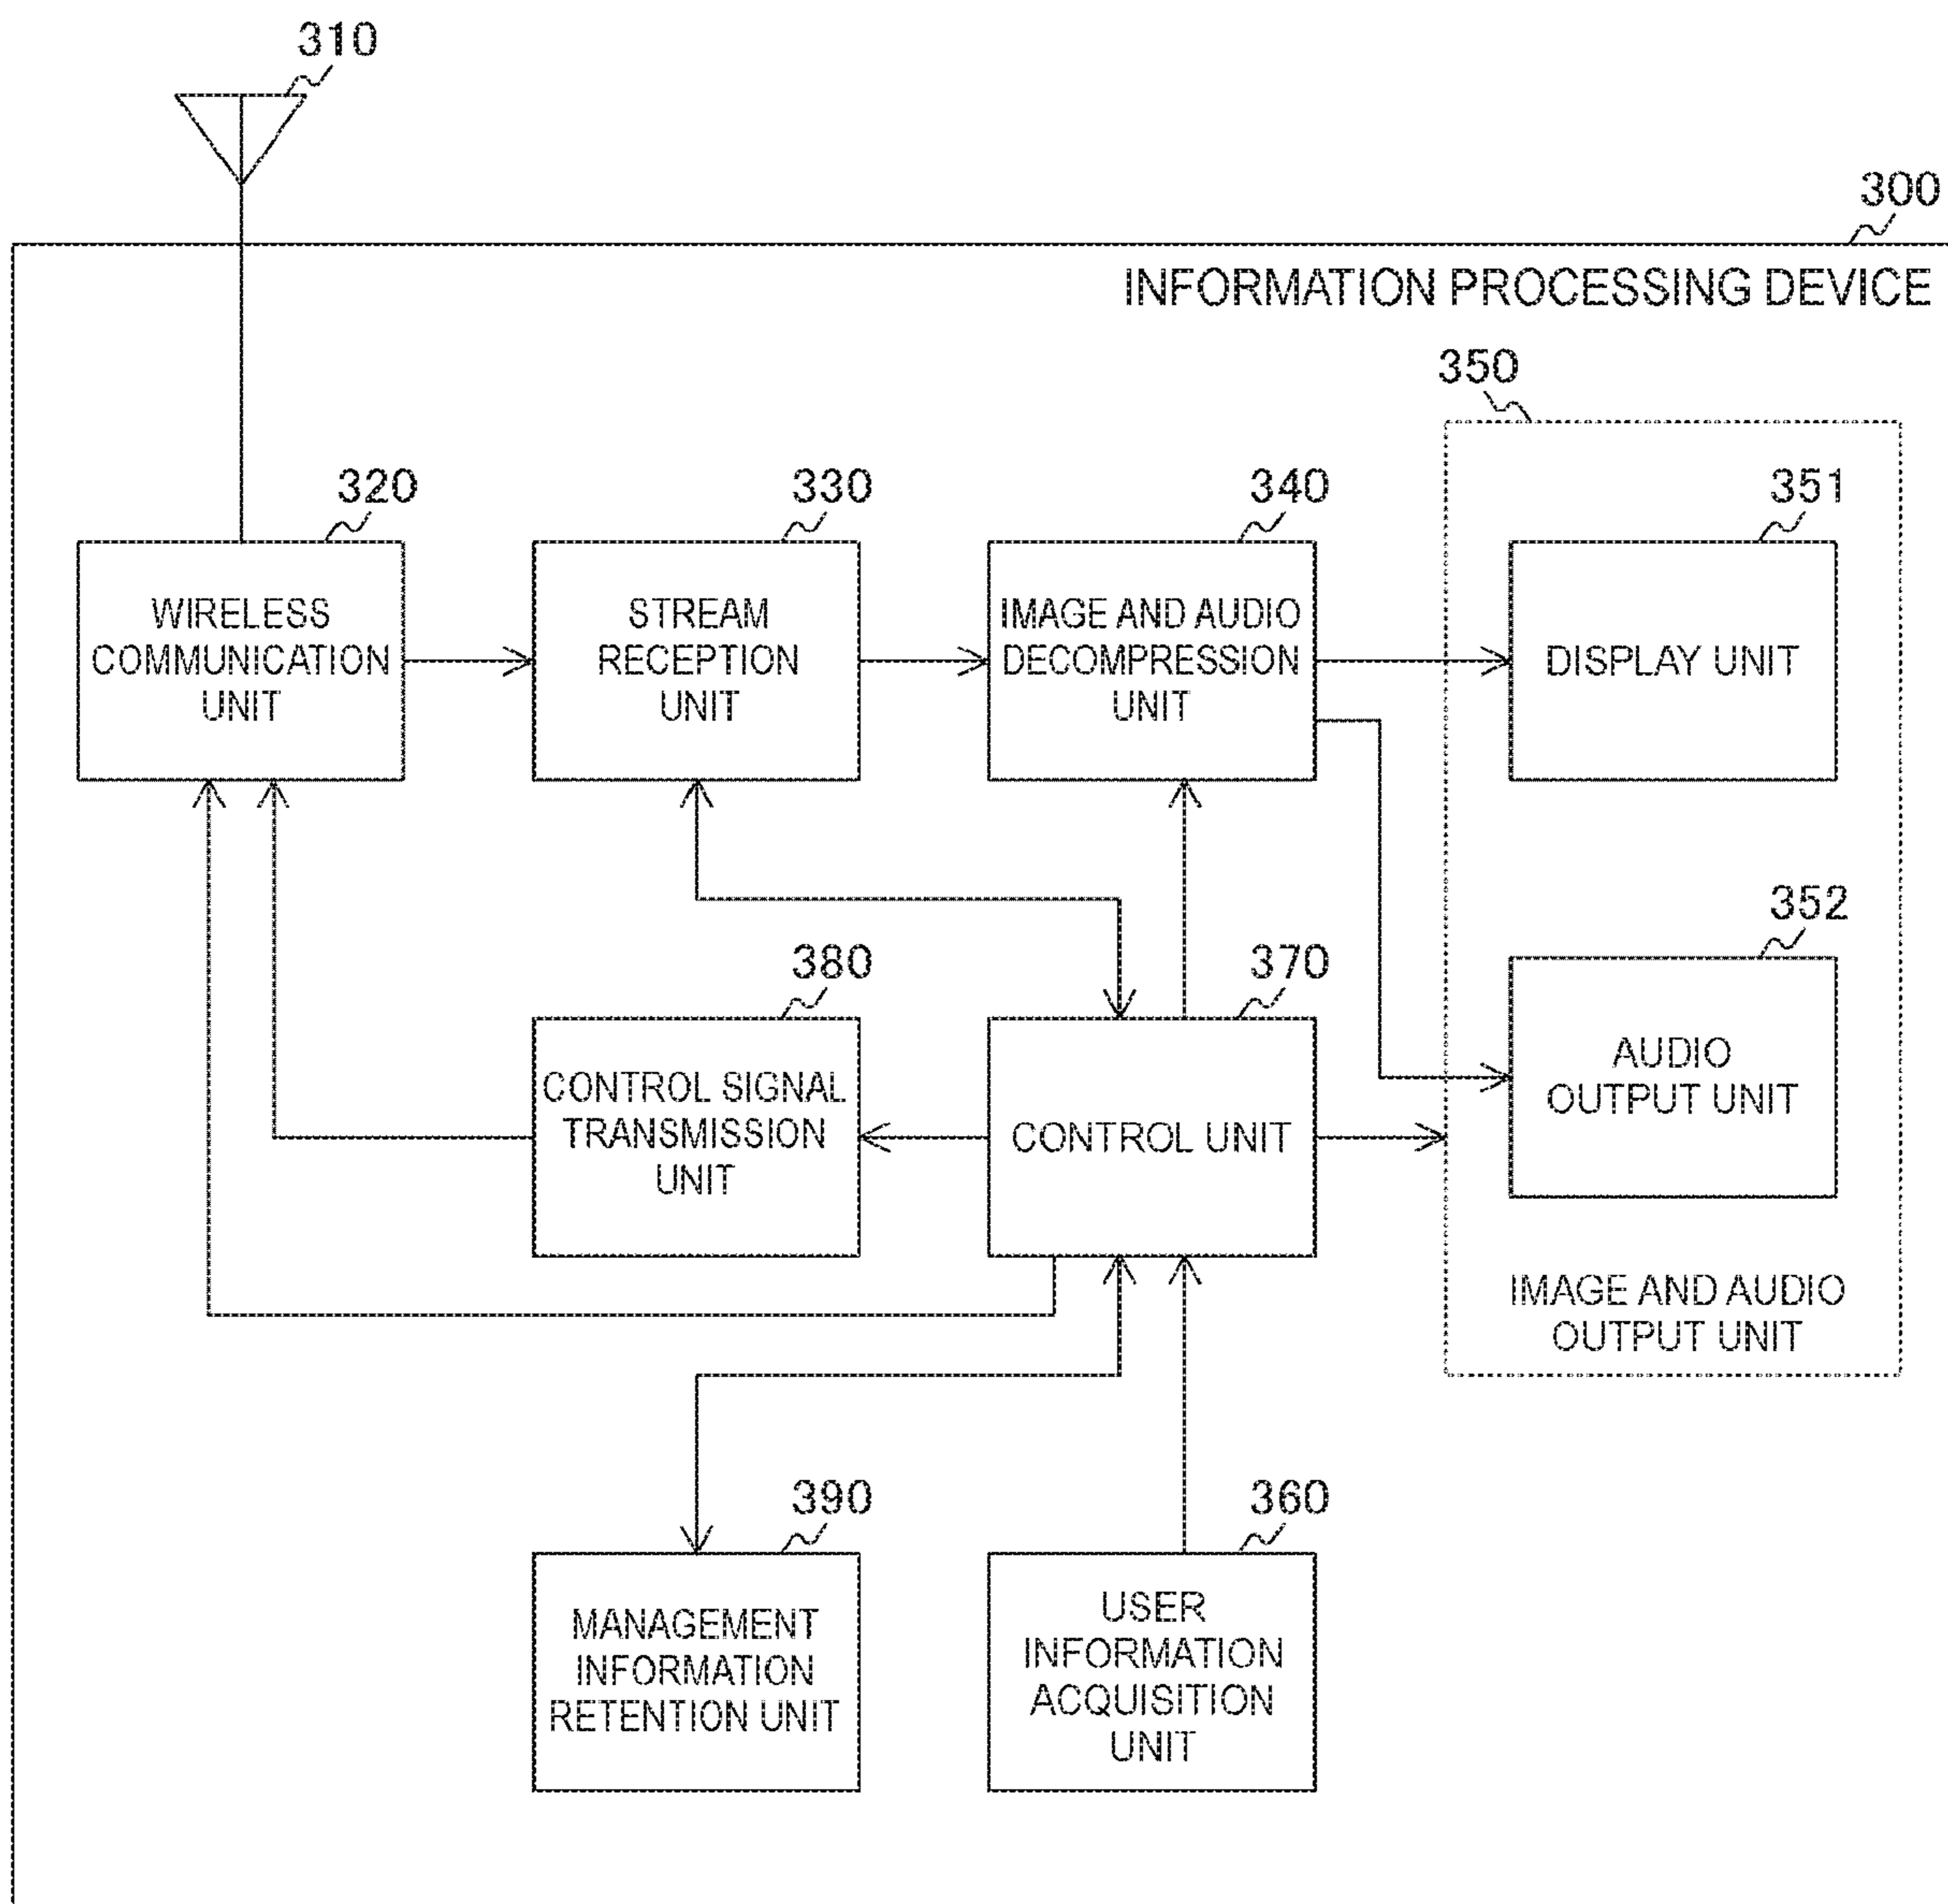 310
300
INFORMATION PROCESSING DEVICE
350
320
330
340
351
WIRELESS
COMMUNICATION
UNIT
STREAM
RECEPTION
UNIT
IMAGE AND AUDIO
DECOMPRESSION
UNIT
DISPLAY UNIT
352
380
370
CONTROL SIGNAL
TRANSMISSION
UNIT
CONTROL UNIT
AUDIO
OUTPUT UNIT
IMAGE AND AUDIO
OUTPUT UNIT
390
360
MANAGEMENT
INFORMATION
RETENTION UNIT
USER
INFORMATION
ACQUISITION
UNIT